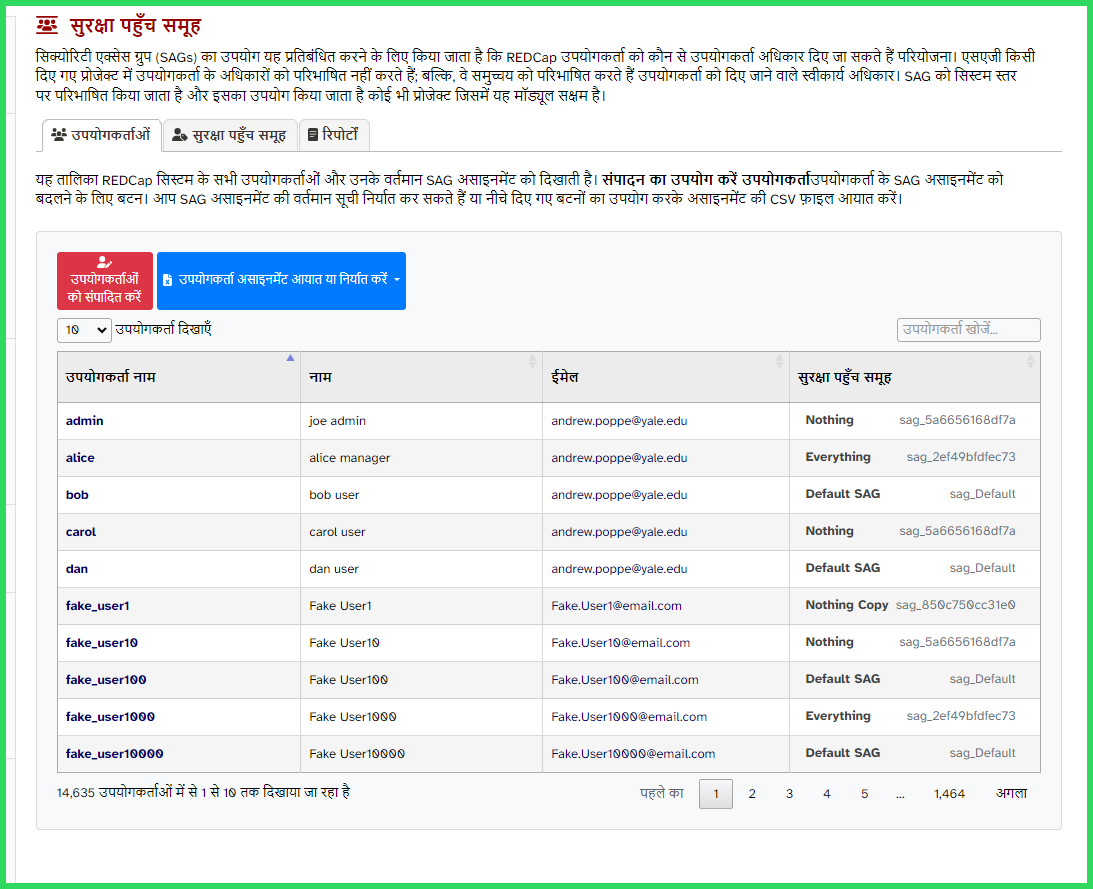 सुरक्षा पहुँच समूह
सिक्योरिटी एक्सेस ग्रुप (SAGs) का उपयोग यह प्रतिबंधित करने के लिए किया जाता है कि REDCap उपयोगकर्ता को कौन से उपयोगकर्ता अधिकार दिए जा सकते हैं परियोजना। एसएजी किसी
दिए गए प्रोजेक्ट में उपयोगकर्ता के अधिकारों को परिभाषित नहीं करते हैं; बल्कि, वे समुच्चय को परिभाषित करते हैं उपयोगकर्ता को दिए जाने वाले स्वीकार्य अधिकार। SAG को सिस्टम स्तर
पर परिभाषित किया जाता है और इसका उपयोग किया जाता है कोई भी प्रोजेक्ट जिसमें यह मॉड्यूल सक्षम है।
उपयोगकर्ताओं सुरक्षा पहुँच समूह रिपोर्टों
यह तालिका REDCap सिस्टम के सभी उपयोगकर्ताओं और उनके वर्तमान SAG असाइनमेंट को दिखाती है। संपादन का उपयोग करें उपयोगकर्ताउपयोगकर्ता के SAG असाइनमेंट को
बदलने के लिए बटन। आप SAG असाइनमेंट की वर्तमान सूची निर्यात कर सकते हैं या नीचे दिए गए बटनों का उपयोग करके असाइनमेंट की CSV फ़ाइल आयात करें।
उपयोगकर्ताओं
को संपादित करें
उपयोगकर्ता असाइनमेंट आयात या निर्यात करें
10 उपयोगकर्ता दिखाएँ उपयोगकर्ता खोजें...
उपयोगकर्ता नाम नाम ईमेल सुरक्षा पहुँच समूह
admin joe admin andrew.poppe@yale.edu Nothing sag_5a6656168df7a
alice alice manager andrew.poppe@yale.edu Everything sag_2ef49bfdfec73
bob bob user andrew.poppe@yale.edu Default SAG sag_Default
carol carol user andrew.poppe@yale.edu Nothing sag_5a6656168df7a
dan dan user andrew.poppe@yale.edu Default SAG sag_Default
fake_user1 Fake User1 Fake.User1@email.com Nothing Copy sag_850c750cc31e0
fake_user10 Fake User10 Fake.User10@email.com Nothing sag_5a6656168df7a
fake_user100 Fake User100 Fake.User100@email.com Default SAG sag_Default
fake_user1000 Fake User1000 Fake.User1000@email.com Everything sag_2ef49bfdfec73
fake_user10000 Fake User10000 Fake.User10000@email.com Default SAG sag_Default
14,635 उपयोगकर्ताओं में से 1 से 10 तक दिखाया जा रहा है पहले का 1 2 3 4 5 ... 1,464 अगला